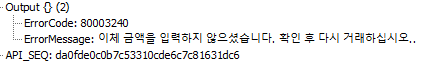 Output {} (2)
ErrorCode: 80003240
ErrorMessage: 이체 금액을 입력하지 않으셨습니다. 확인 후 다시 거래하십시오..
API_SEQ: da0fde0c0b7c53310cde6c7c81631dc6